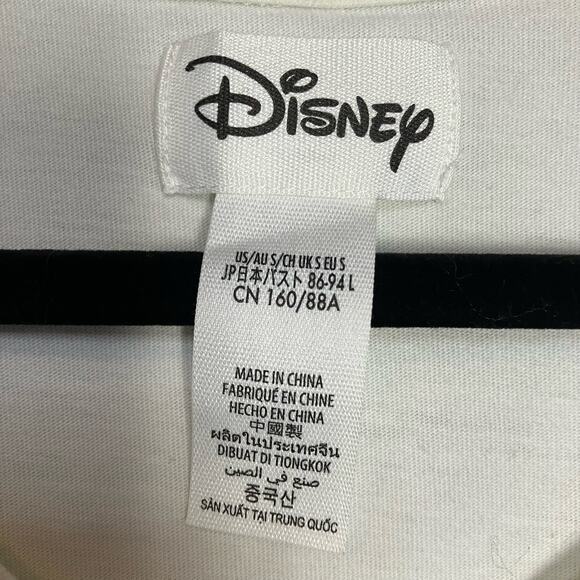 Disney
US/AU S/CH UK S EU S
JP日本バスト 86-94 L
CN 160/88A
MADE IN CHINA
FABRIQUÉ EN CHINE
HECHO EN CHINA
中國製
ผลิตในประเทศจีน
DIBUAT DI TIONGKOK
صنع في الصين
중국산
SẢN XUẤT TẠI TRUNG QUỐC